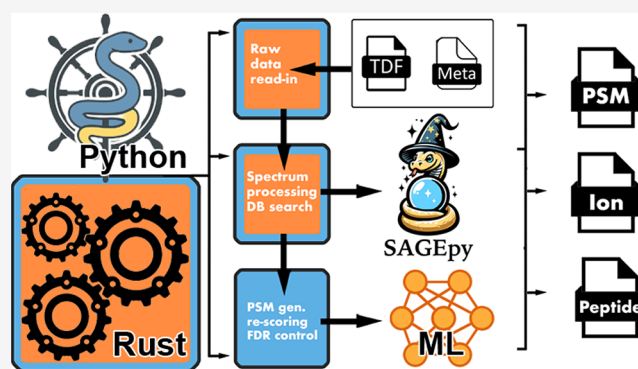 Python
Rust
Raw
data
read-in
Spectrum
processing
DB search
PSM gen.
re-scoring
FDR control
TDF
Meta
SAGEpy
ML
PSM
Ion
Peptide